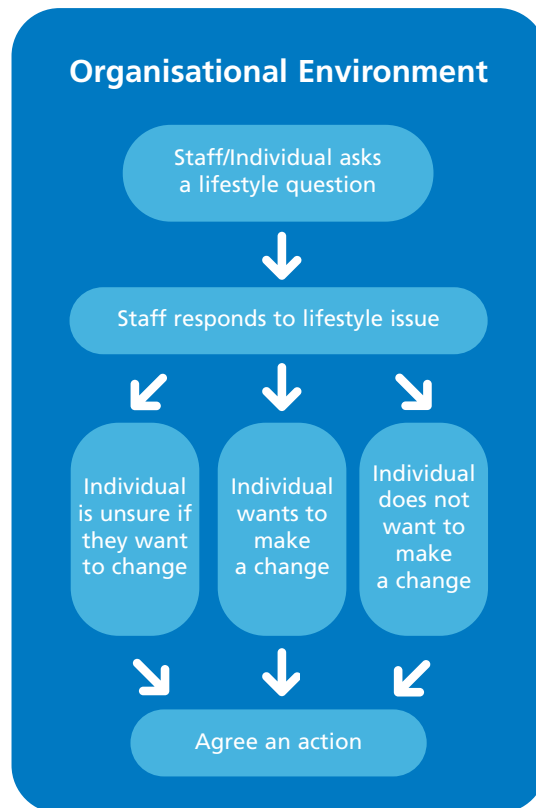 Organisational Environment
Staff/Individual asks
a lifestyle question
Staff responds to lifestyle issue
Individual
is unsure if
they want
to change
Individual
wants to
make
a change
Individual
does not
want to
make
a change
Agree an action